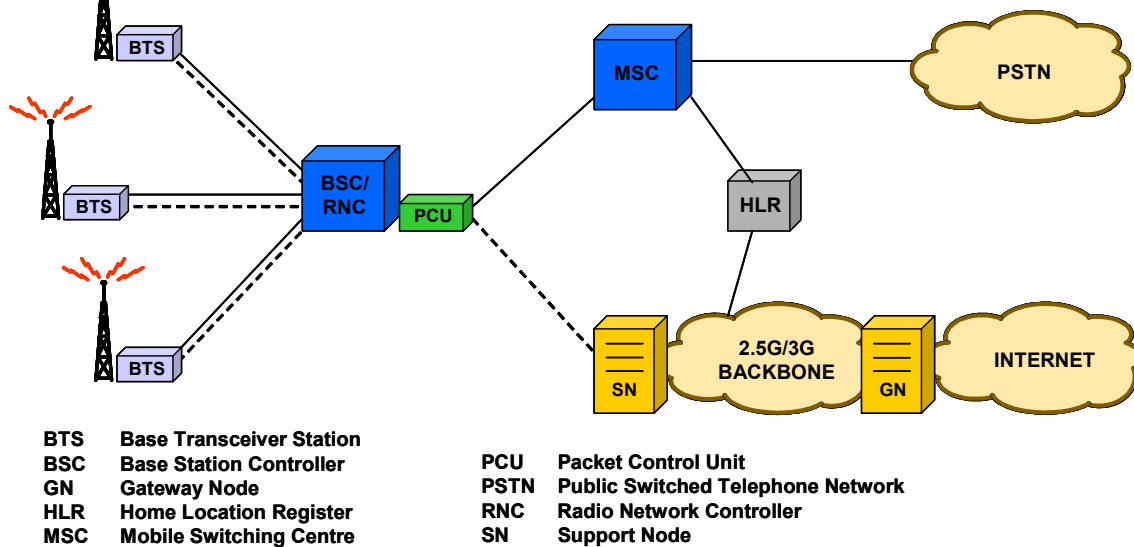 BTS
MSC
PSTN
BTS
BSC/
RNC
PCU
HLR
BTS
SN
2.5G/3G
BACKBONE
GN
INTERNET
BTS Base Transceiver Station
BSC Base Station Controller
GN Gateway Node
HLR Home Location Register
MSC Mobile Switching Centre
PCU Packet Control Unit
PSTN Public Switched Telephone Network
RNC Radio Network Controller
SN Support Node